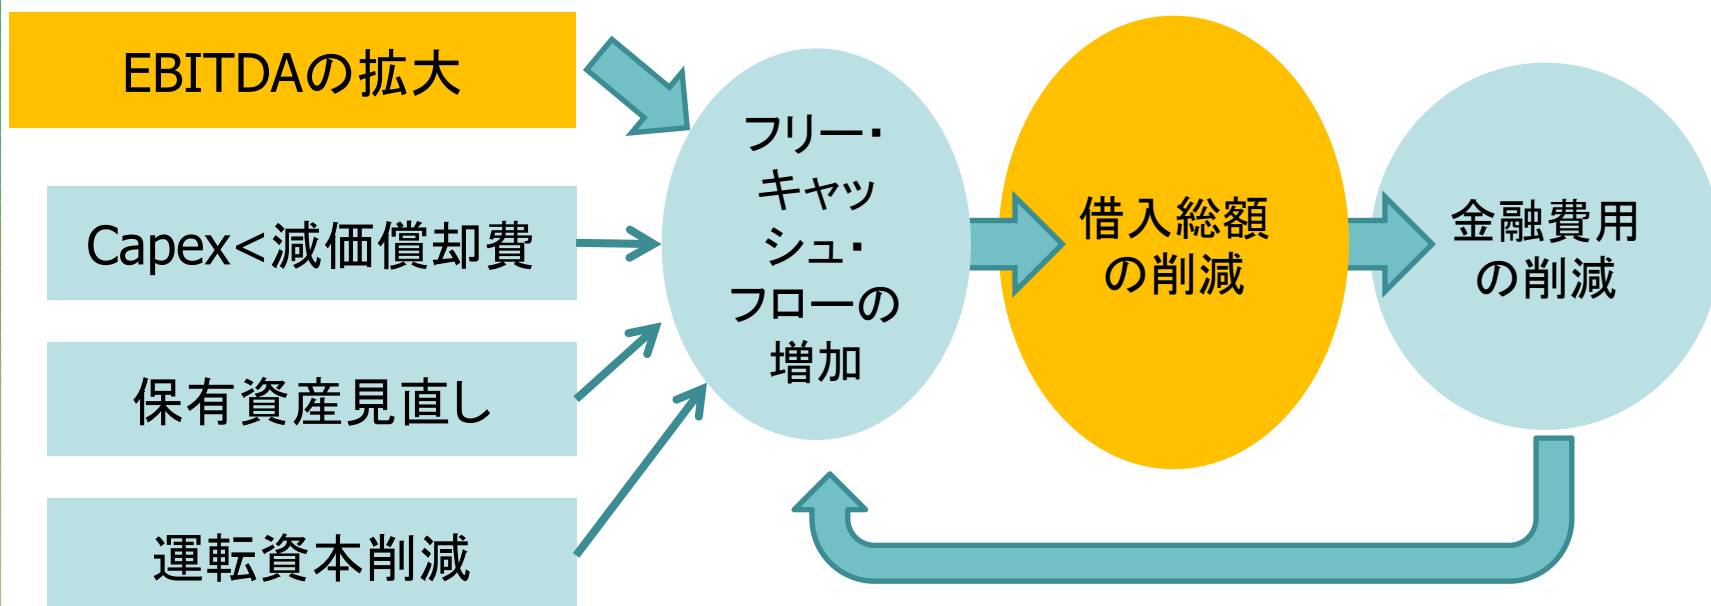 EBITDAの拡大
Capex<減価償却費
保有資産見直し
運転資本削減
フリー・
キャッ
シュ・
フローの
増加
借入総額
の削減
金融費用
の削減